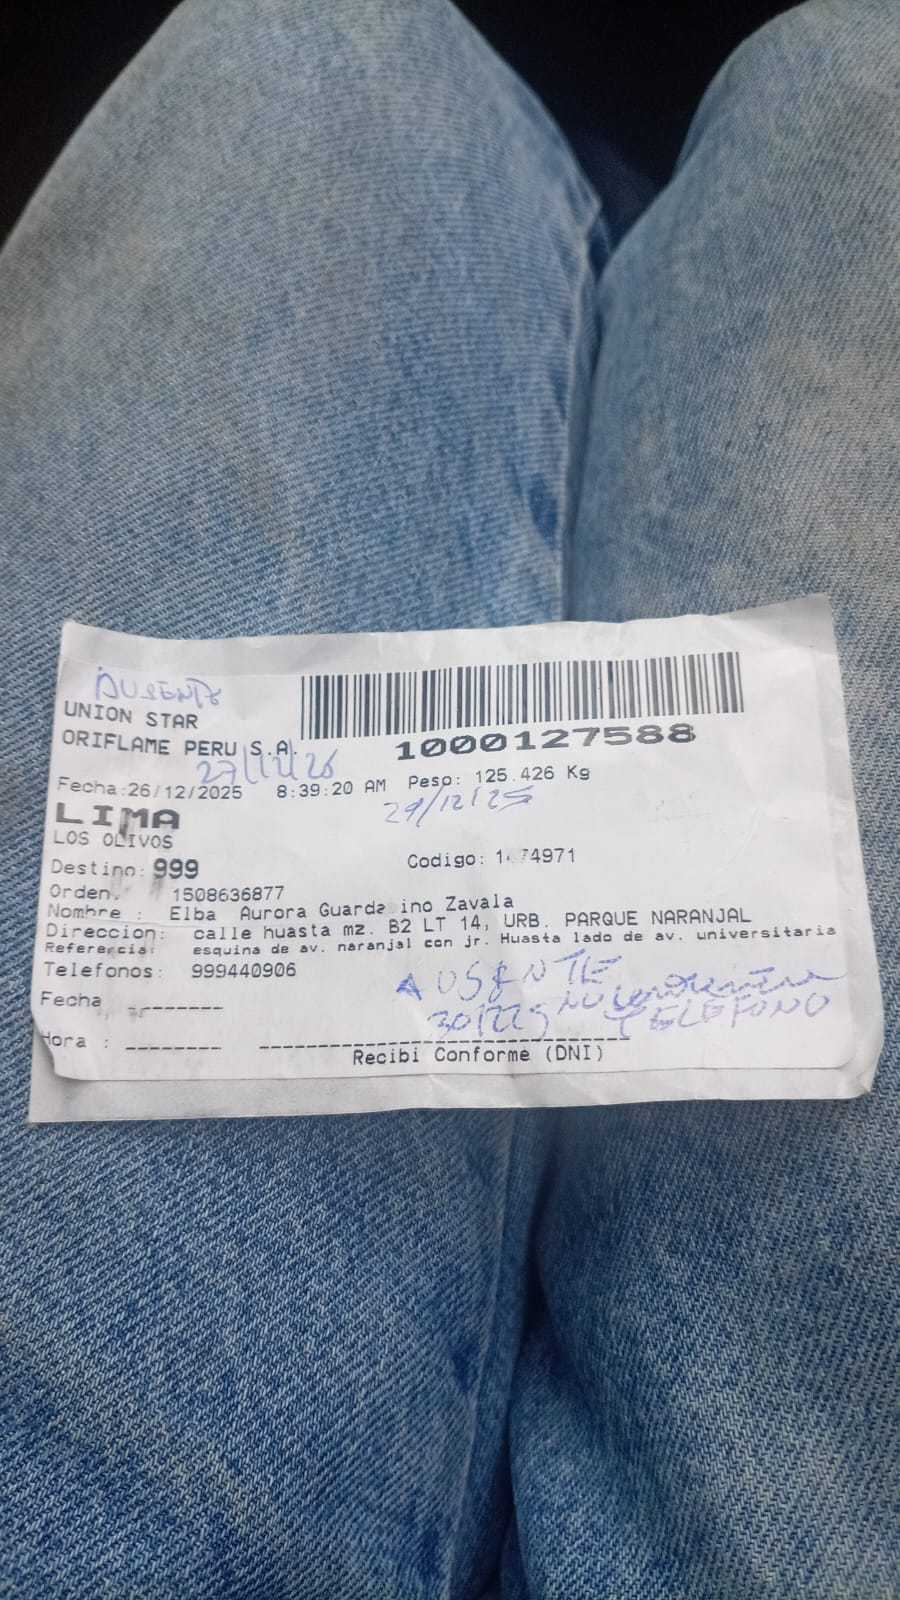 AUSENTE
UNION STAR
ORIFLAME PERU S.A.
27/12/25
1000127588
Fecha:26/12/2025 8:39:20 AM Peso: 125.426 Kg
29/12/25
LIMA
LOS OLIVOS
Destino: 999 Codigo:
Orden. 1508636877
Nombre : Elba Aurora Zavala
Direccion: calle huasta mz. B2 LT 14, URB. PARQUE NARANJAL
Referencia: esquina de av. naranjal con jr. Huasta lado de av. universitaria
Telefonos: 999440906
AUSENTE
Fecha
NO
TELEFONO
Hora :
Recibi Conforme (DNI)